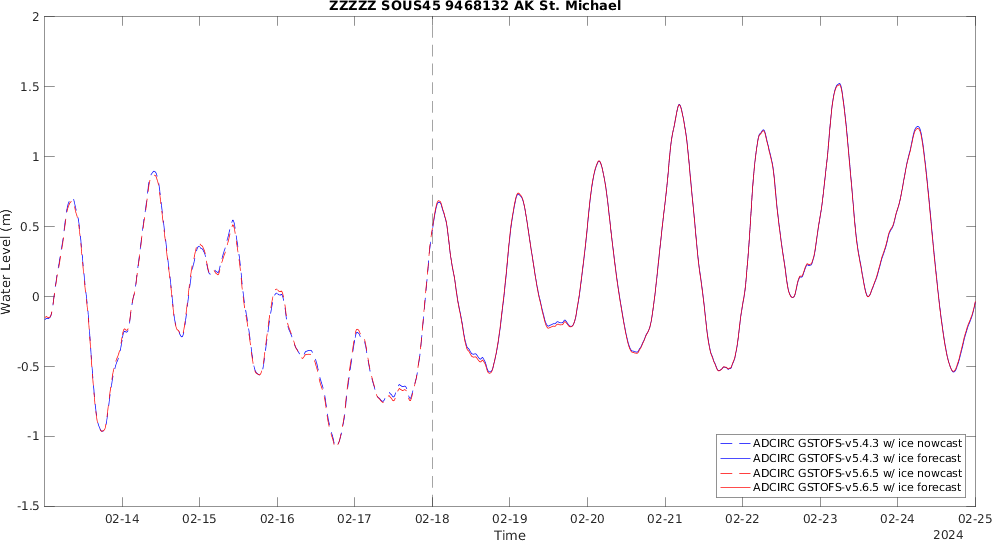 ZZZZZ SOUS45 9468132 AK St. Michael
2
1.5
1
0.5
0
-0.5
-1
-1.5
Water Level (m)
ADCIRC GSTOFS-v5.4.3 w/ ice nowcast
ADCIRC GSTOFS-v5.4.3 w/ ice forecast
ADCIRC GSTOFS-v5.6.5 w/ ice nowcast
ADCIRC GSTOFS-v5.6.5 w/ ice forecast
02-14 02-15 02-16 02-17 02-18 02-19 02-20 02-21 02-22 02-23 02-24 02-25
Time
2024